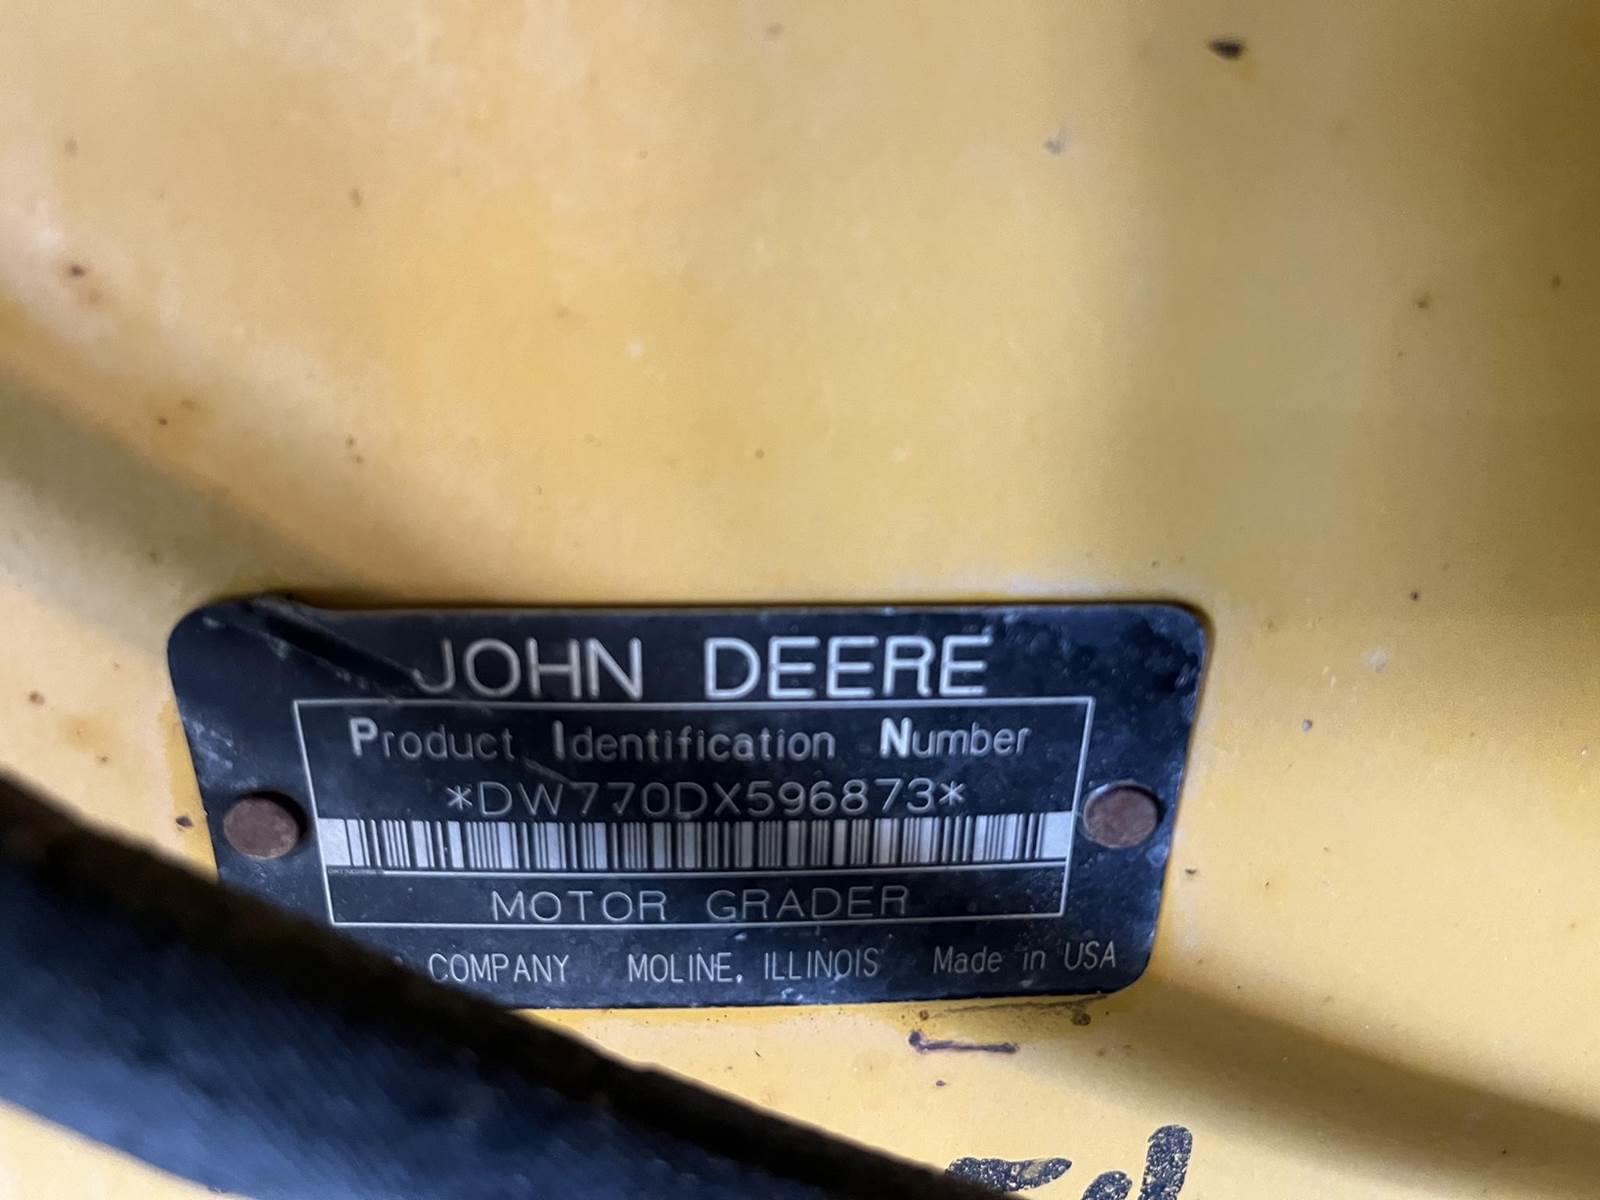 JOHN DEERE
Product Identification Number
*DW770DX596873*
MOTOR GRADER
COMPANY MOLINE, ILLINOIS Made in USA